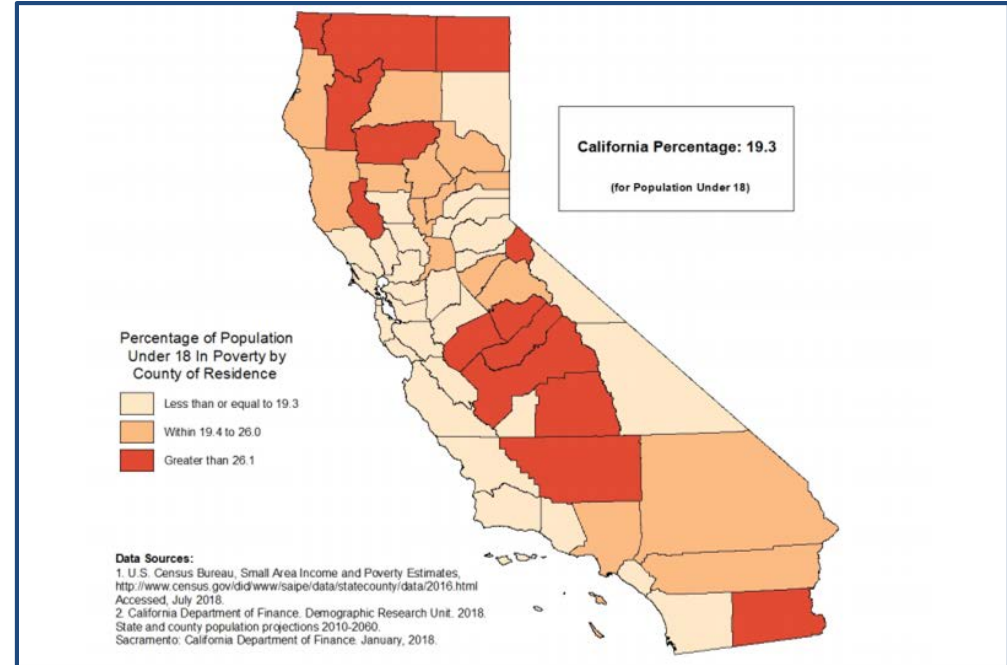 California Percentage: 19.3
(for Population Under 18)
Percentage of Population
Under 18 In Poverty by
County of Residence
Less than or equal to 19.3
Within 19.4 to 26.0
Greater than 26.1
Data Sources:
1. U.S. Census Bureau, Small Area Income and Poverty Estimates,
http://www.census.gov/did/www/saipe/data/statecounty/data/2016.html
Accessed, July 2018.
2. California Department of Finance. Demographic Research Unit. 2018.
State and county population projections 2010-2060.
Sacramento: California Department of Finance. January, 2018.